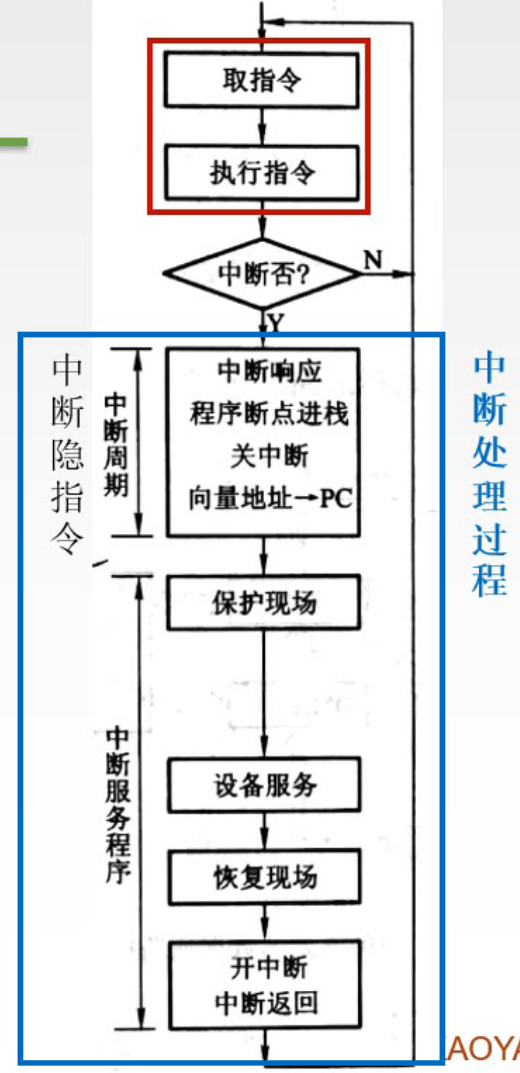 取指令
执行指令
中断否?
N
Y
中断隐指令
中断周期
中断响应
程序断点进栈
关中断
向量地址→PC
中断处理过程
保护现场
中断服务程序
设备服务
恢复现场
开中断
中断返回
AOYA